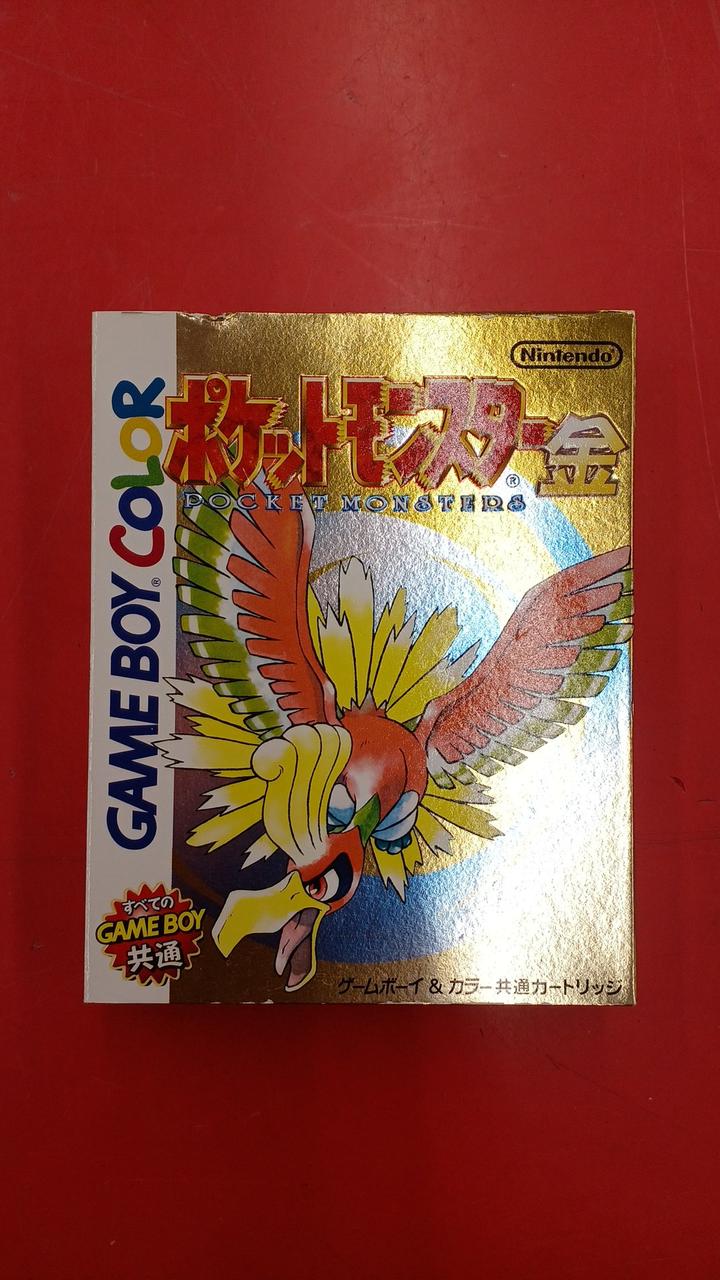 Nintendo®
ポケットモンスター金
®
POCKET MONSTERS
GAME BOY® COLOR
すべての
GAME BOY
共通
ゲームボーイ & カラー共通カートリッジ